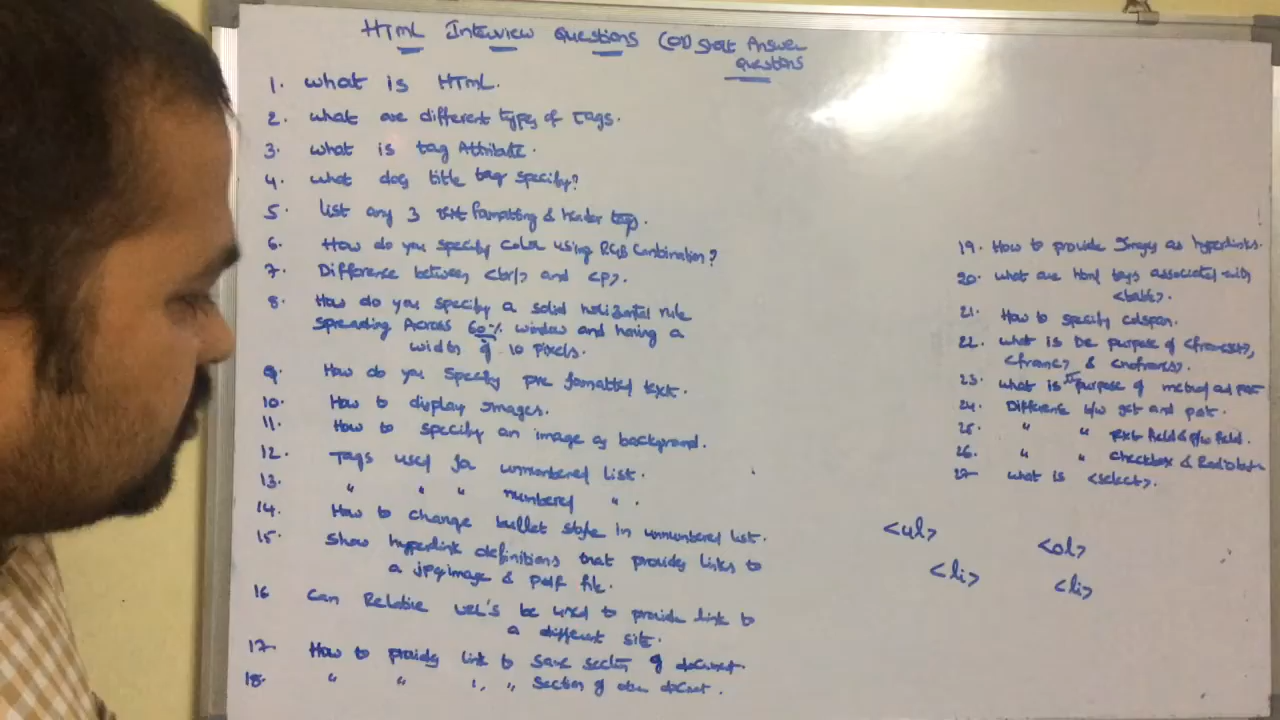 HTML Interview Questions (OR) Short Answer
Questions
1. What is HTML.
2. What are different types of Tags.
3. What is tag Attribute.
4. What does title tag specify?
5. List any 3 text formatting & header tags.
6. How do you specify color using RGB Combination?
7. Difference between <br/> and <p>.
8. How do you specify a solid horizontal rule
spreading Across 60% window and having a
width of 10 pixels.
9. How do you specify pre formatted text.
10. How to display Images.
11. How to specify an image as background.
12. Tags used for unnumbered list.
13. " " " numbered " .
14. How to change bullet style in unnumbered list.
15. Show hyperlink definitions that provides links to
a jpg image & pdf file.
16 Can Relative URL's be used to provide link to
a different site.
17. How to provide link to same section of document.
18. " " " " Section of other document.
19. How to provide Images as hyperlinks.
20. what are html tags associated with
<table>.
21. How to specify colspan.
22. what is the purpose of <frameset>,
<frame> & <noframes>.
23. what is the purpose of method and post
24. Difference b/w get and post.
25. " " text field & p/w field.
26. " " checkbox & Radio button
27 what is <select>.
<ul> <ol>
<li> <li>